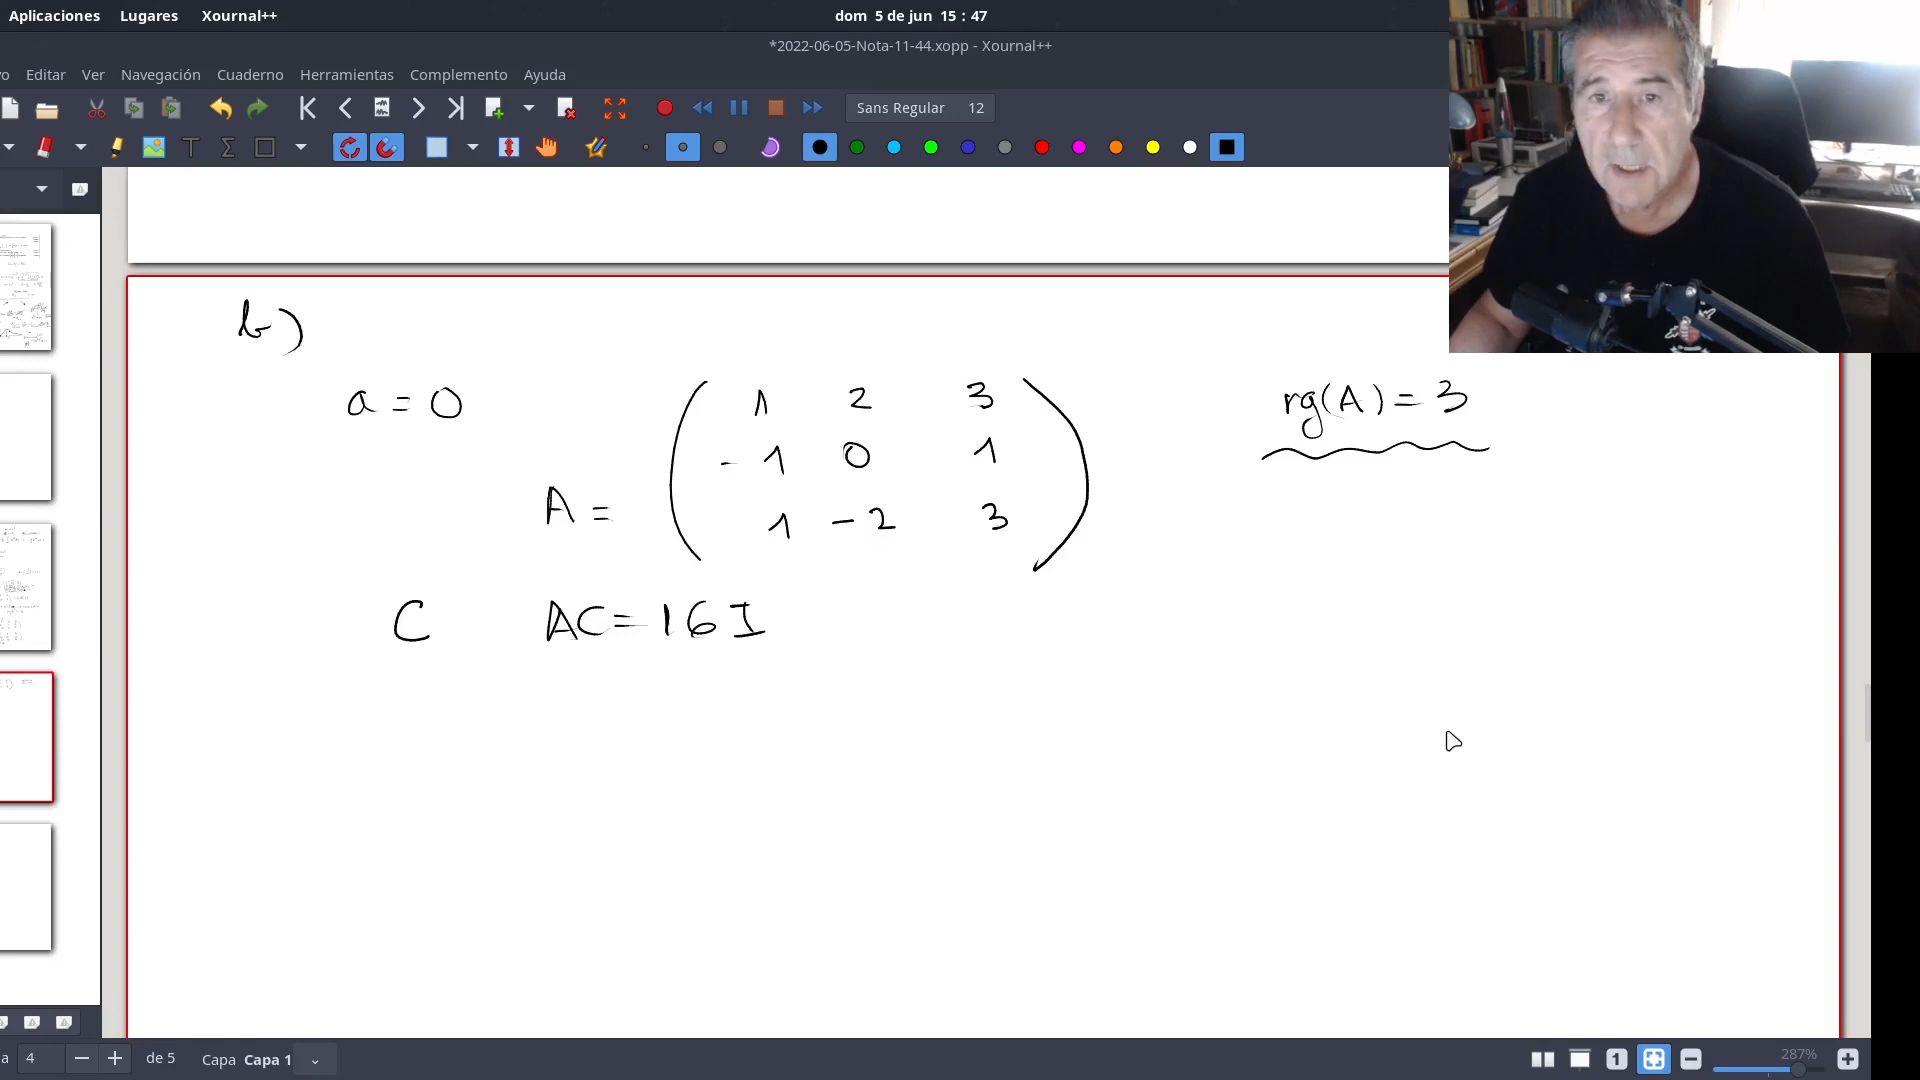 Aplicaciones Lugares Xournal++ dom 5 de jun 15 : 47
*2022-06-05-Nota-11-44.xopp - Xournal++
vo Editar Ver Navegación Cuaderno Herramientas Complemento Ayuda
Sans Regular 12
b)
a = 0
A = ( 1 2 3
- 1 0 1
1 - 2 3 )
rg(A) = 3
C AC = 16 I
a 4 de 5 Capa Capa 1
1 287%